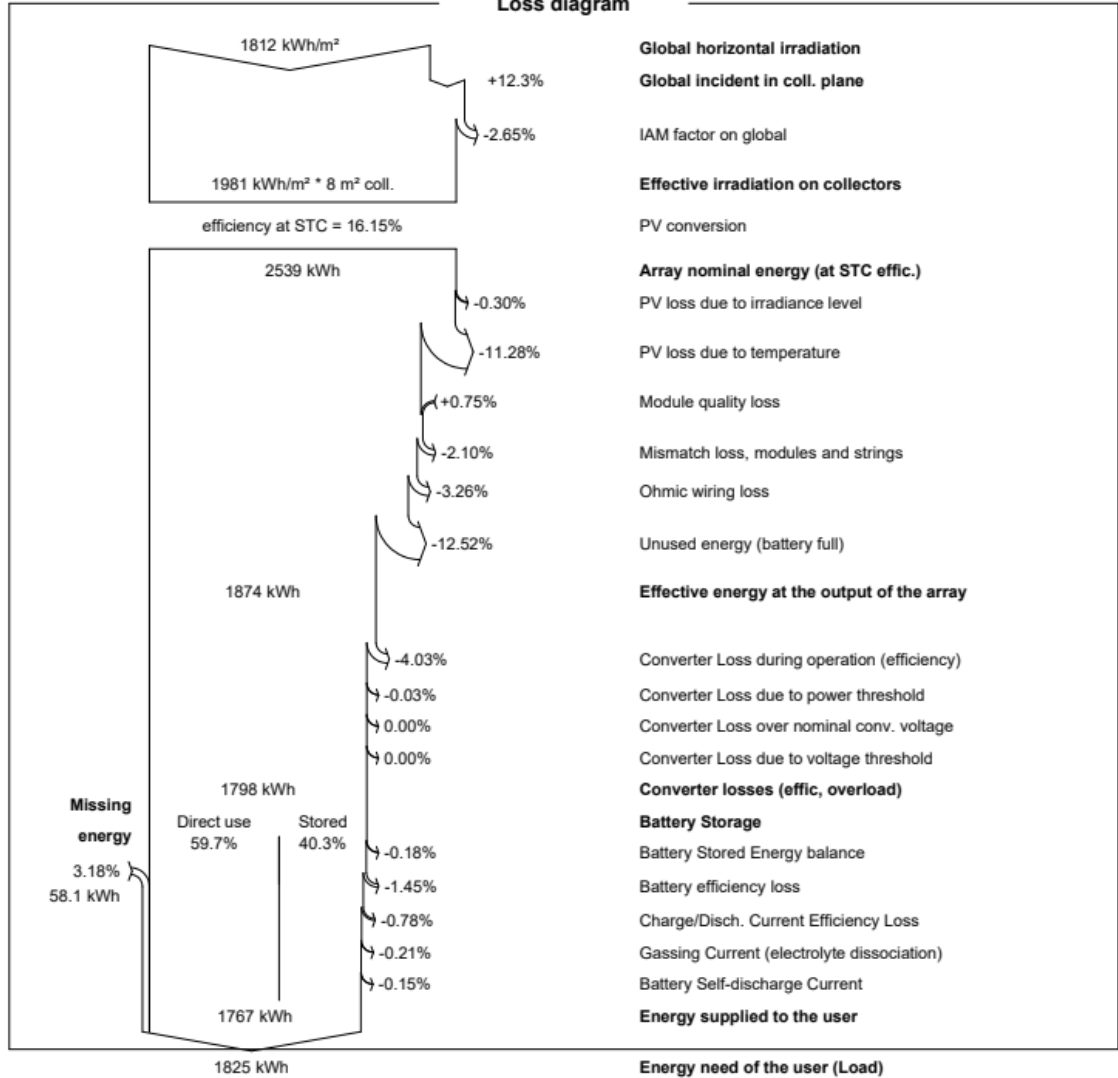 Loss diagram
1812 kWh/m² Global horizontal irradiation
+12.3% Global incident in coll. plane
-2.65% IAM factor on global
1981 kWh/m² * 8 m² coll. Effective irradiation on collectors
efficiency at STC = 16.15% PV conversion
2539 kWh Array nominal energy (at STC effic.)
-0.30% PV loss due to irradiance level
-11.28% PV loss due to temperature
+0.75% Module quality loss
-2.10% Mismatch loss, modules and strings
-3.26% Ohmic wiring loss
-12.52% Unused energy (battery full)
1874 kWh Effective energy at the output of the array
-4.03% Converter Loss during operation (efficiency)
-0.03% Converter Loss due to power threshold
0.00% Converter Loss over nominal conv. voltage
0.00% Converter Loss due to voltage threshold
1798 kWh Converter losses (effic, overload)
Missing
energy
Direct use Stored Battery Storage
59.7% 40.3%
-0.18% Battery Stored Energy balance
3.18%
58.1 kWh
-1.45% Battery efficiency loss
-0.78% Charge/Disch. Current Efficiency Loss
-0.21% Gassing Current (electrolyte dissociation)
-0.15% Battery Self-discharge Current
1767 kWh Energy supplied to the user
1825 kWh Energy need of the user (Load)